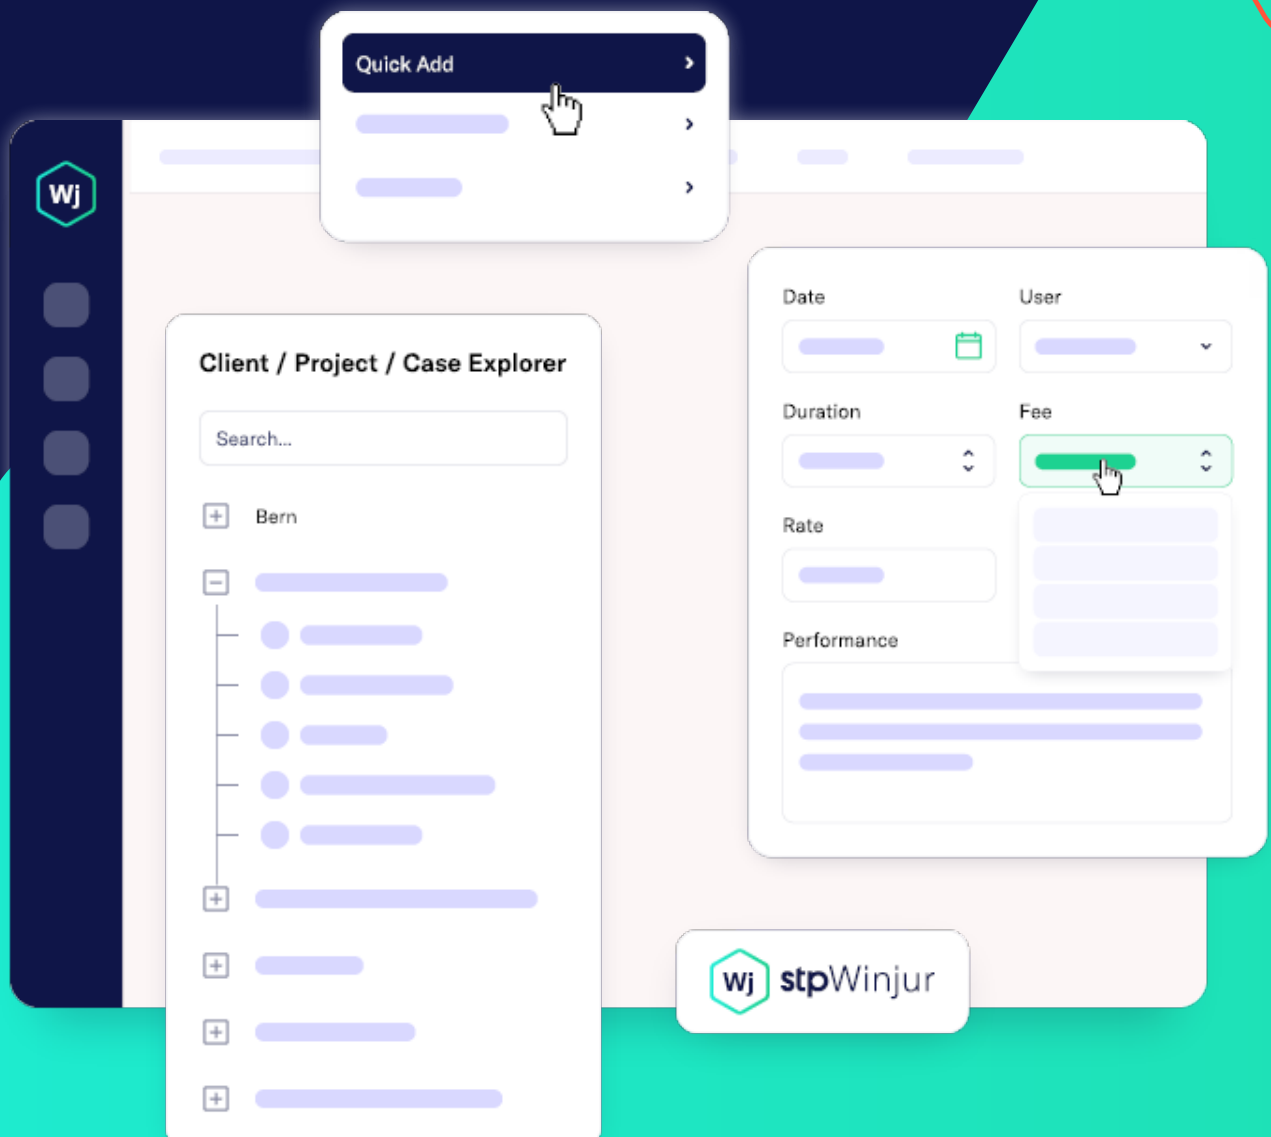 Quick Add
Wj
Client / Project / Case Explorer
Search...
Bern
Date
User
Duration
Fee
Rate
Performance
Wj stpWinjur